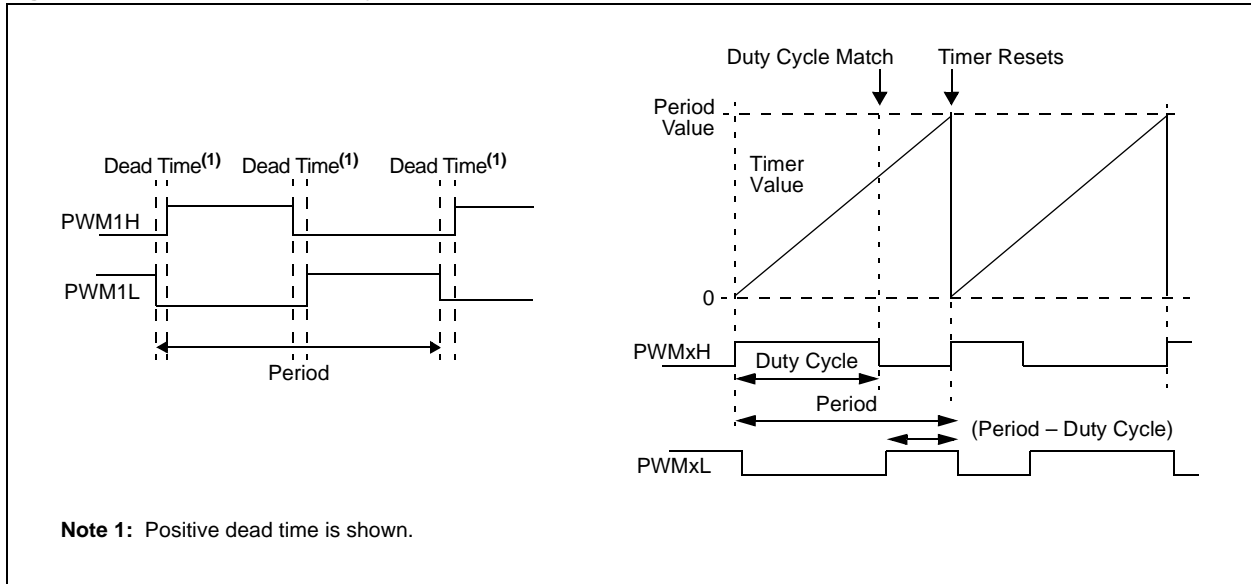 Dead Time(1) Dead Time(1) Dead Time(1)
PWM1H
PWM1L
Period
Duty Cycle Match Timer Resets
Period
Value
Timer
Value
0
PWMxH
Duty Cycle
Period
(Period – Duty Cycle)
PWMxL
Note 1: Positive dead time is shown.